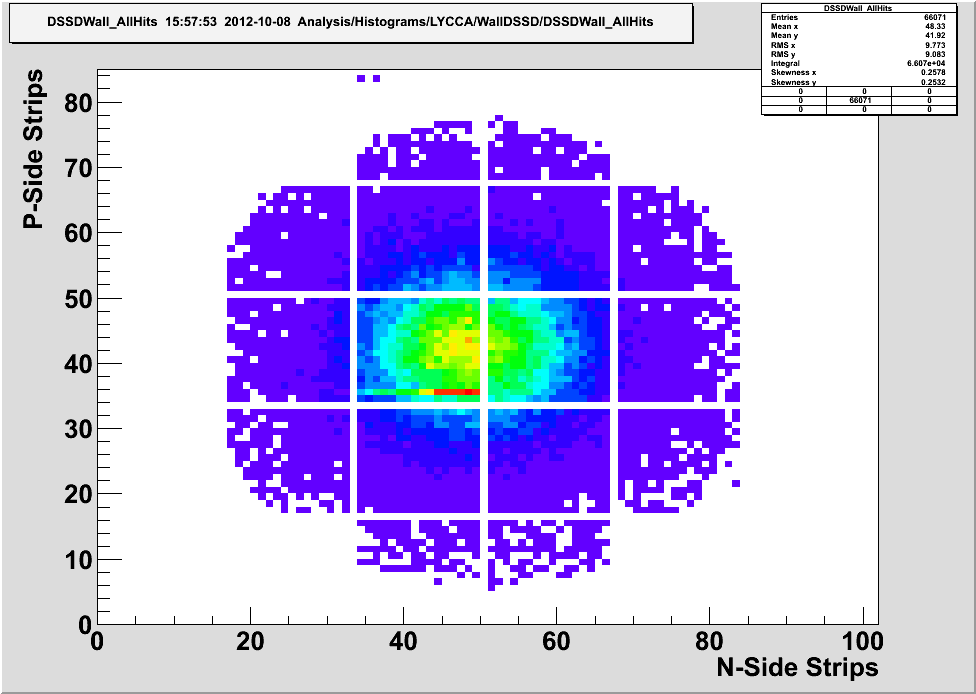 DSSDWall_AllHits 15:57:53 2012-10-08 Analysis/Histograms/LYCCA/WallDSSD/DSSDWall_AllHits
DSSDWall_AllHits
Entries 66071
Mean x 48.33
Mean y 41.92
RMS x 9.773
RMS y 9.083
Integral 6.607e+04
Skewness x 0.2578
Skewness y 0.2532
0 0 0
0 66071 0
0 0 0
P-Side Strips
80
70
60
50
40
30
20
10
0
0 20 40 60 80 100
N-Side Strips